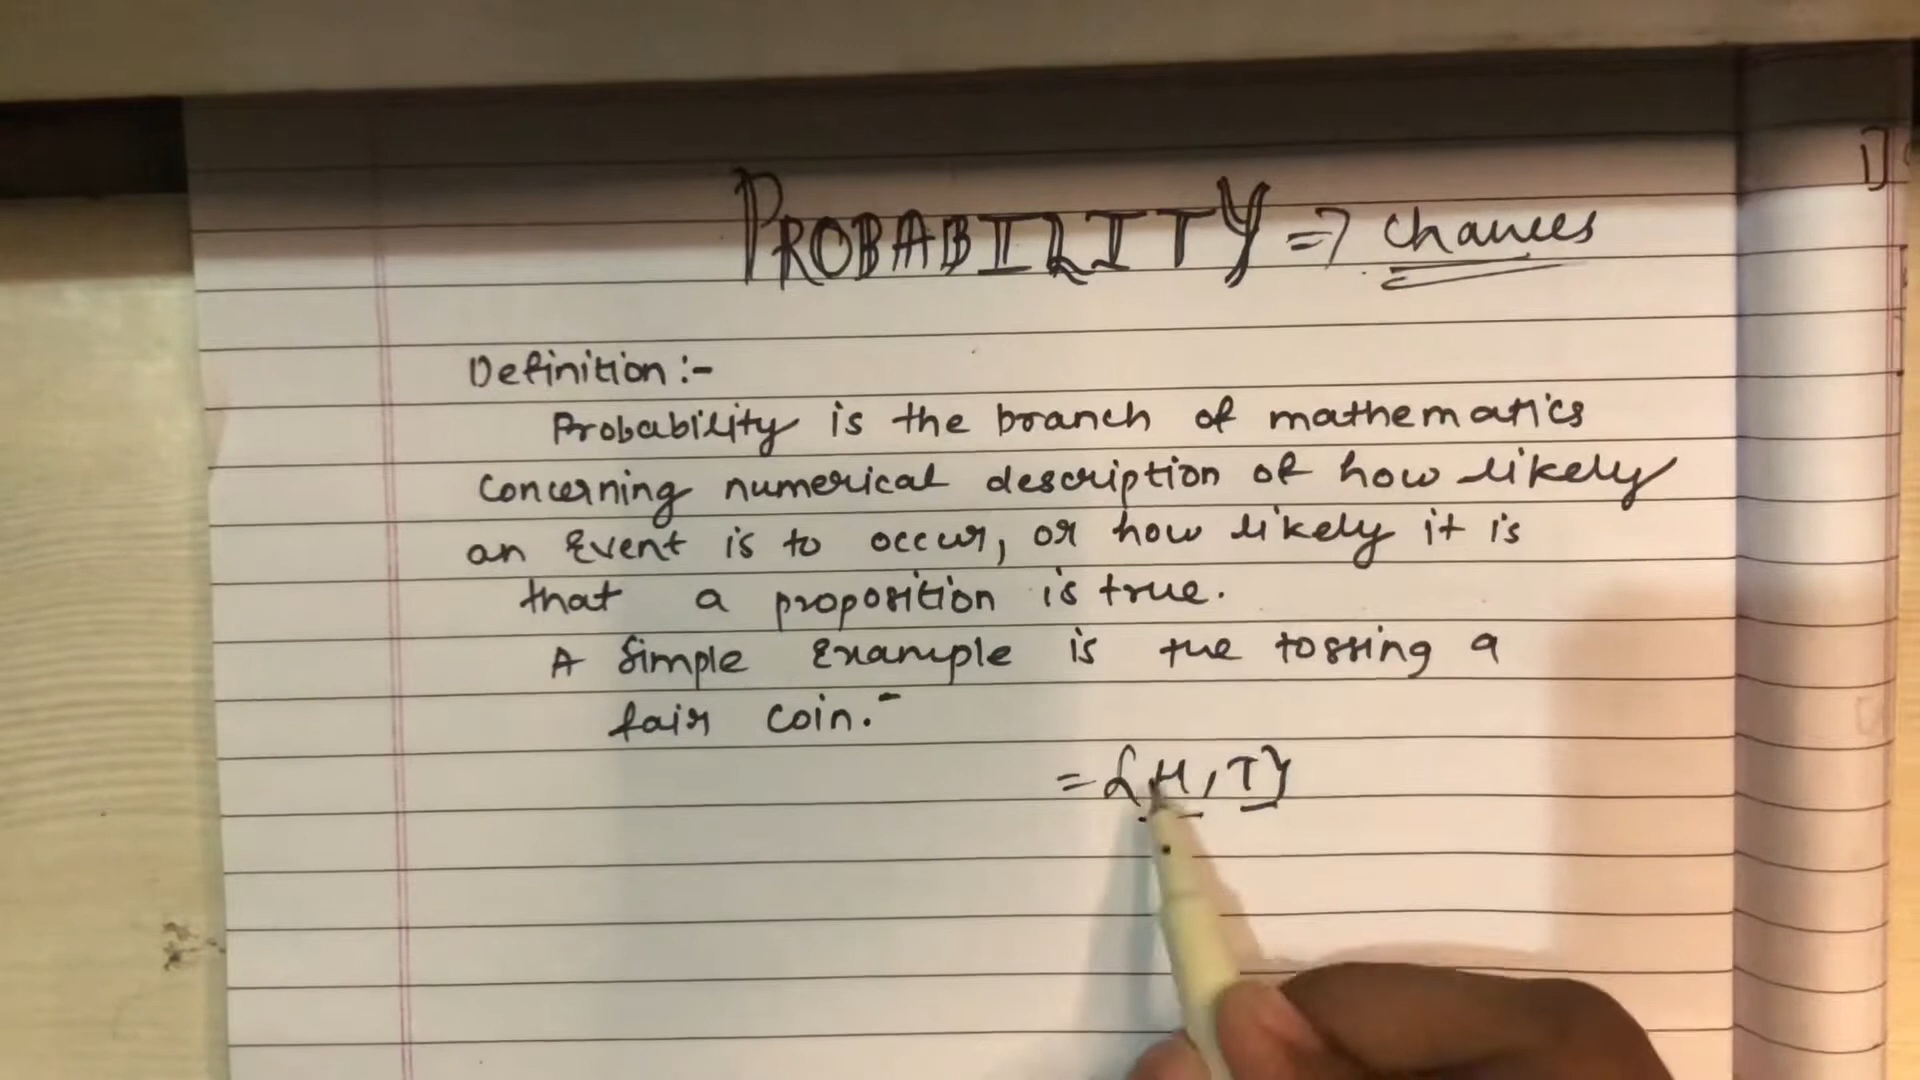 PROBABILITY => Chances
Definition :-
Probability is the branch of mathematics
concerning numerical description of how likely
an Event is to occur, or how likely it is
that a proposition is true.
A Simple Example is the tossing a
fair coin.-
= {H, T}
1]